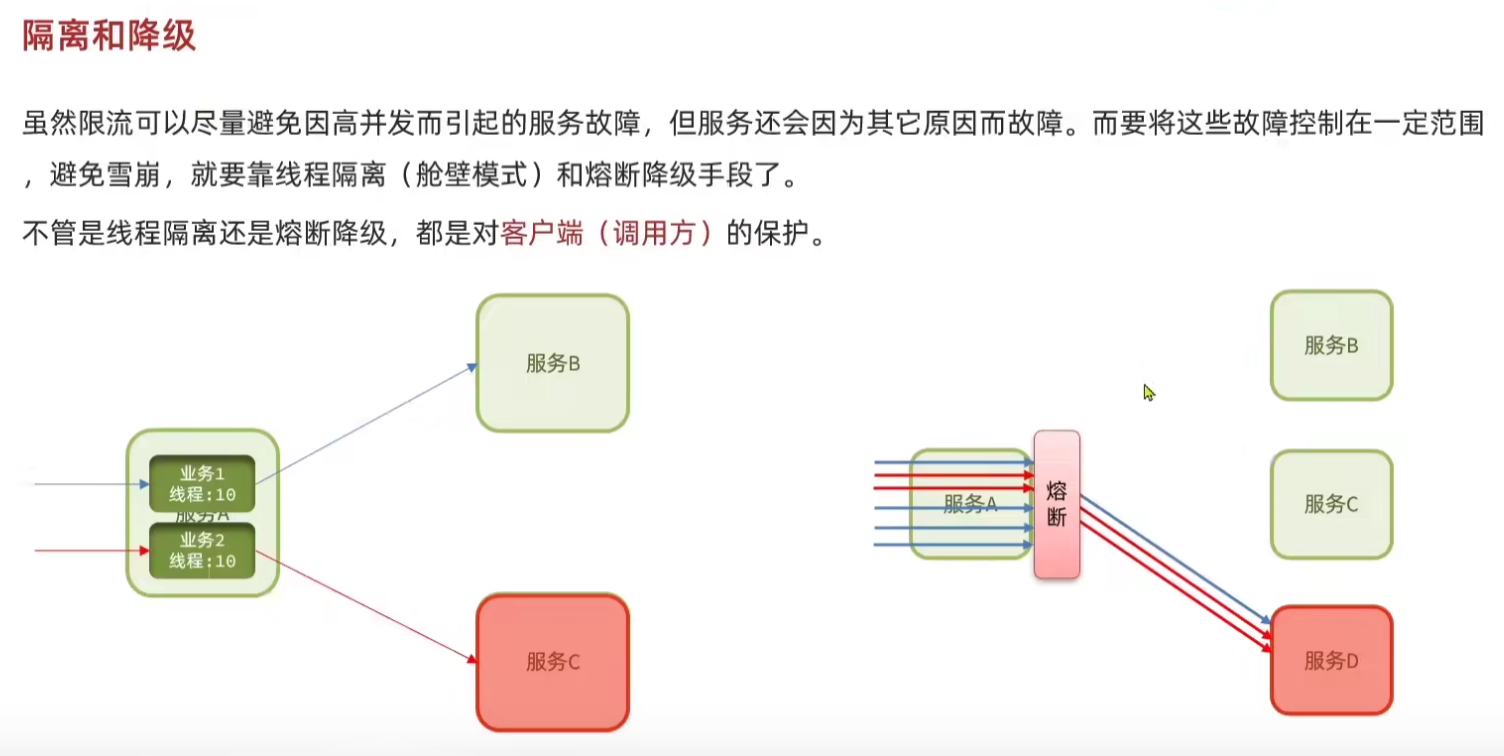 隔离和降级
虽然限流可以尽量避免因高并发而引起的服务故障，但服务还会因为其它原因而故障。而要将这些故障控制在一定范围
，避免雪崩，就要靠线程隔离（舱壁模式）和熔断降级手段了。
不管是线程隔离还是熔断降级，都是对客户端（调用方）的保护。
服务B
业务1
线程:10
服务A
业务2
线程:10
服务C
服务B
服务A
熔
断
服务C
服务D